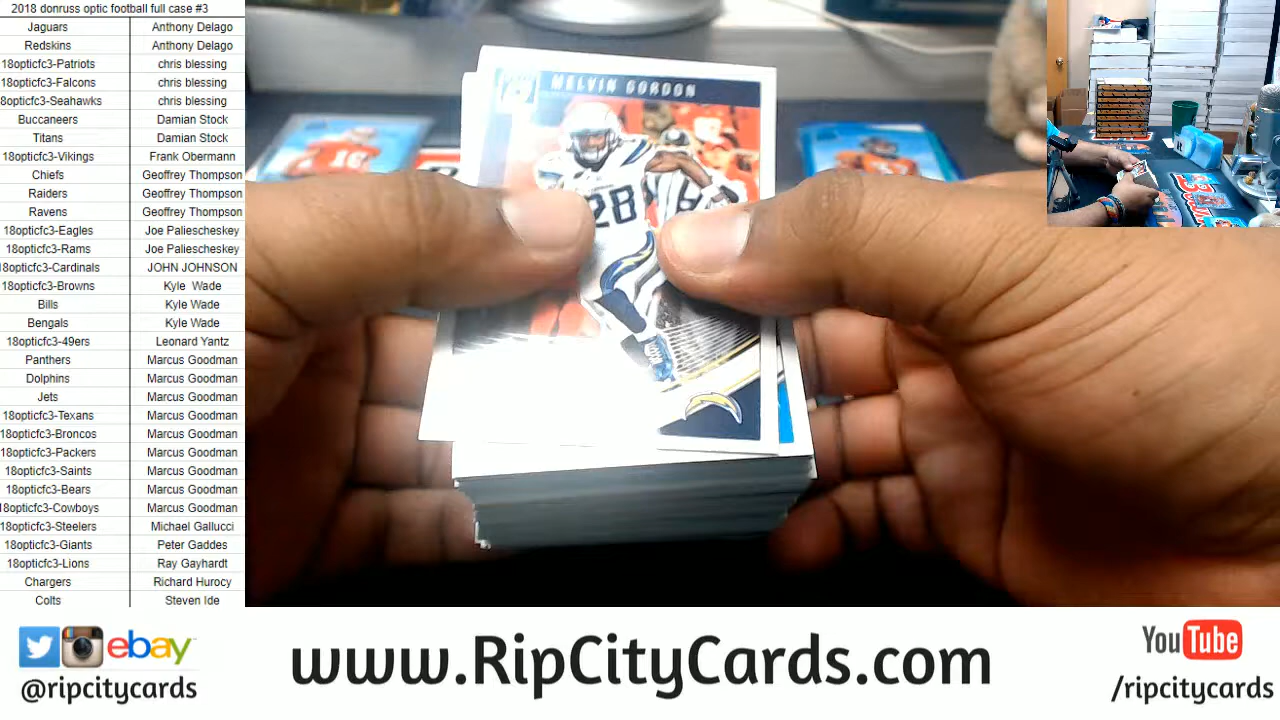 2018 donruss optic football full case #3
Jaguars Anthony Delago
Redskins Anthony Delago
18opticfc3-Patriots chris blessing
18opticfc3-Falcons chris blessing
8opticfc3-Seahawks chris blessing
Buccaneers Damian Stock
Titans Damian Stock
18opticfc3-Vikings Frank Obermann
Chiefs Geoffrey Thompson
Raiders Geoffrey Thompson
Ravens Geoffrey Thompson
18opticfc3-Eagles Joe Paliescheskey
18opticfc3-Rams Joe Paliescheskey
18opticfc3-Cardinals JOHN JOHNSON
18opticfc3-Browns Kyle Wade
Bills Kyle Wade
Bengals Kyle Wade
18opticfc3-49ers Leonard Yantz
Panthers Marcus Goodman
Dolphins Marcus Goodman
Jets Marcus Goodman
18opticfc3-Texans Marcus Goodman
18opticfc3-Broncos Marcus Goodman
18opticfc3-Packers Marcus Goodman
18opticfc3-Saints Marcus Goodman
18opticfc3-Bears Marcus Goodman
18opticfc3-Cowboys Marcus Goodman
18opticfc3-Steelers Michael Gallucci
18opticfc3-Giants Peter Gaddes
18opticfc3-Lions Ray Gayhardt
Chargers Richard Hurocy
Colts Steven Ide
MELVIN GORDON
28
16
ebay
@ripcitycards
www.RipCityCards.com
YouTube
/ripcitycards